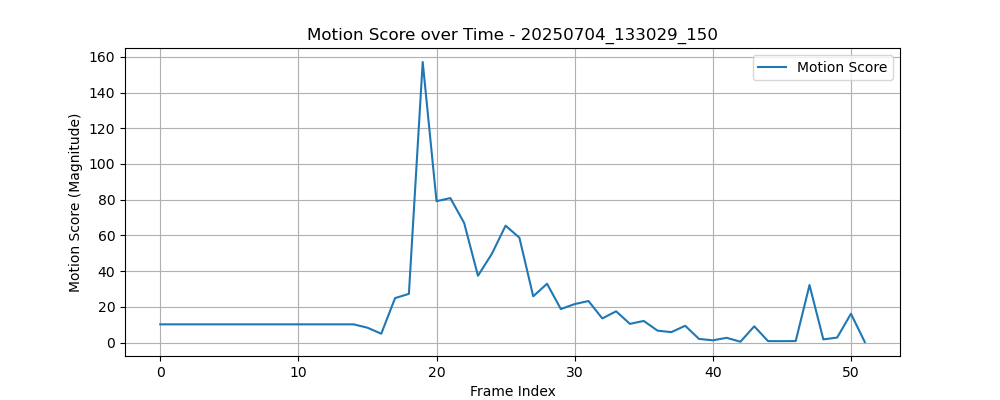 Motion Score over Time - 20250704_133029_150
Motion Score
160
140
120
100
80
60
40
20
0
Motion Score (Magnitude)
0 10 20 30 40 50
Frame Index